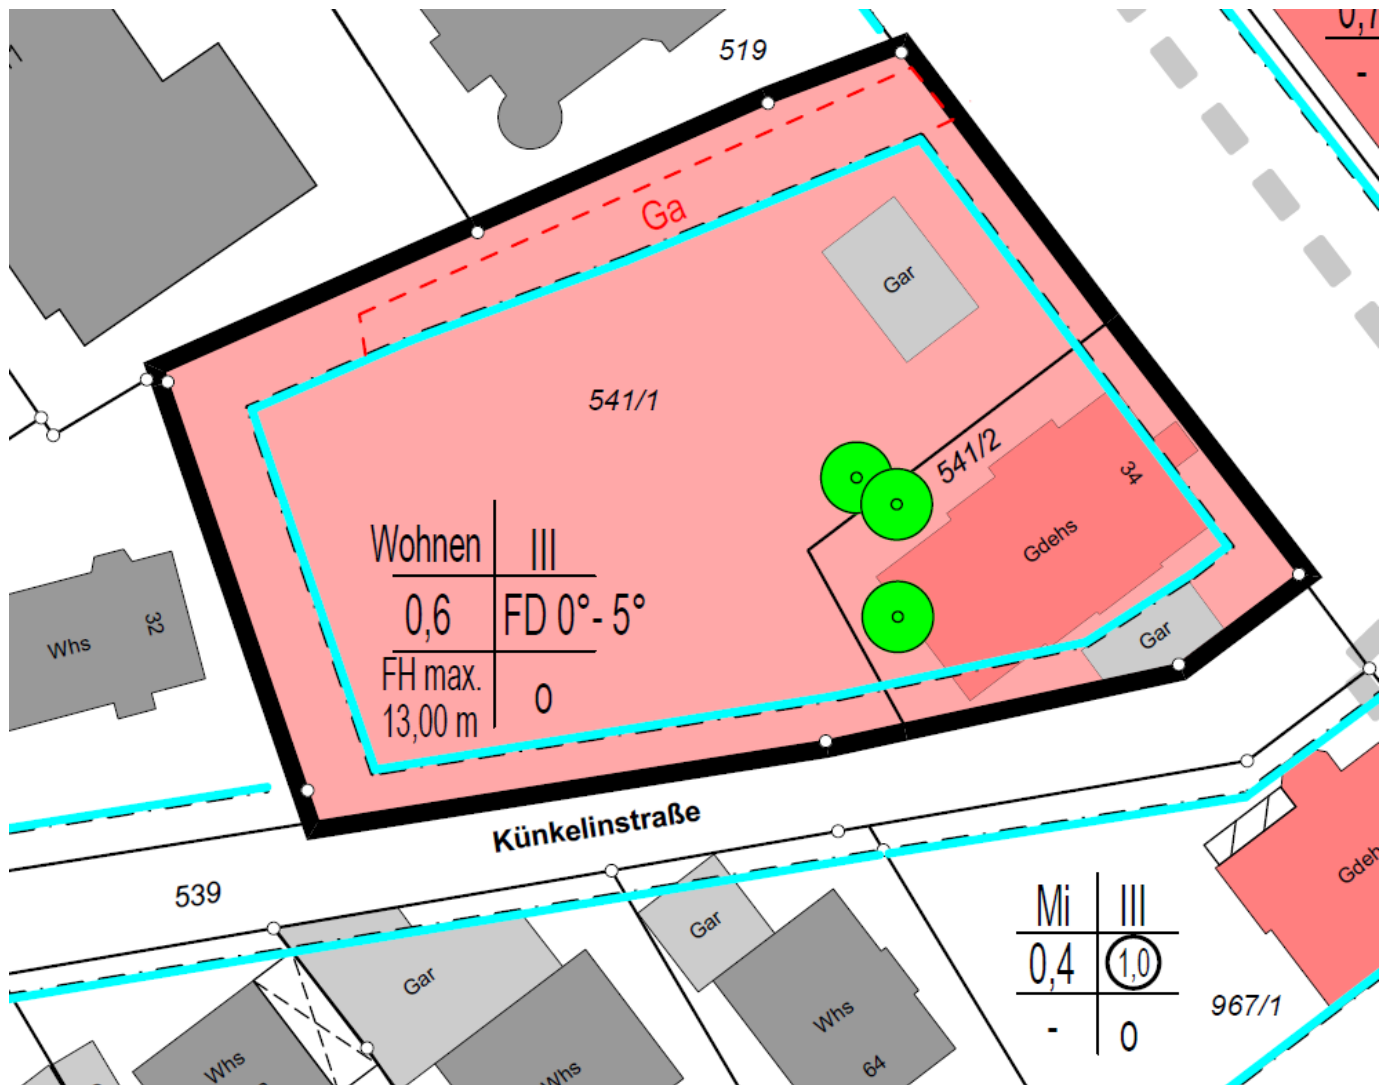 0,7
-
519
Ga
Gar
541/1
541/2
34
Gdehs
Wohnen III
0,6 FD 0°- 5°
FH max.
13,00 m o
32
Whs
Gar
Künkelinstraße
539
Gar
Gar
Whs
64
Whs
Whs
Mi III
0,4 1,0
- o
967/1